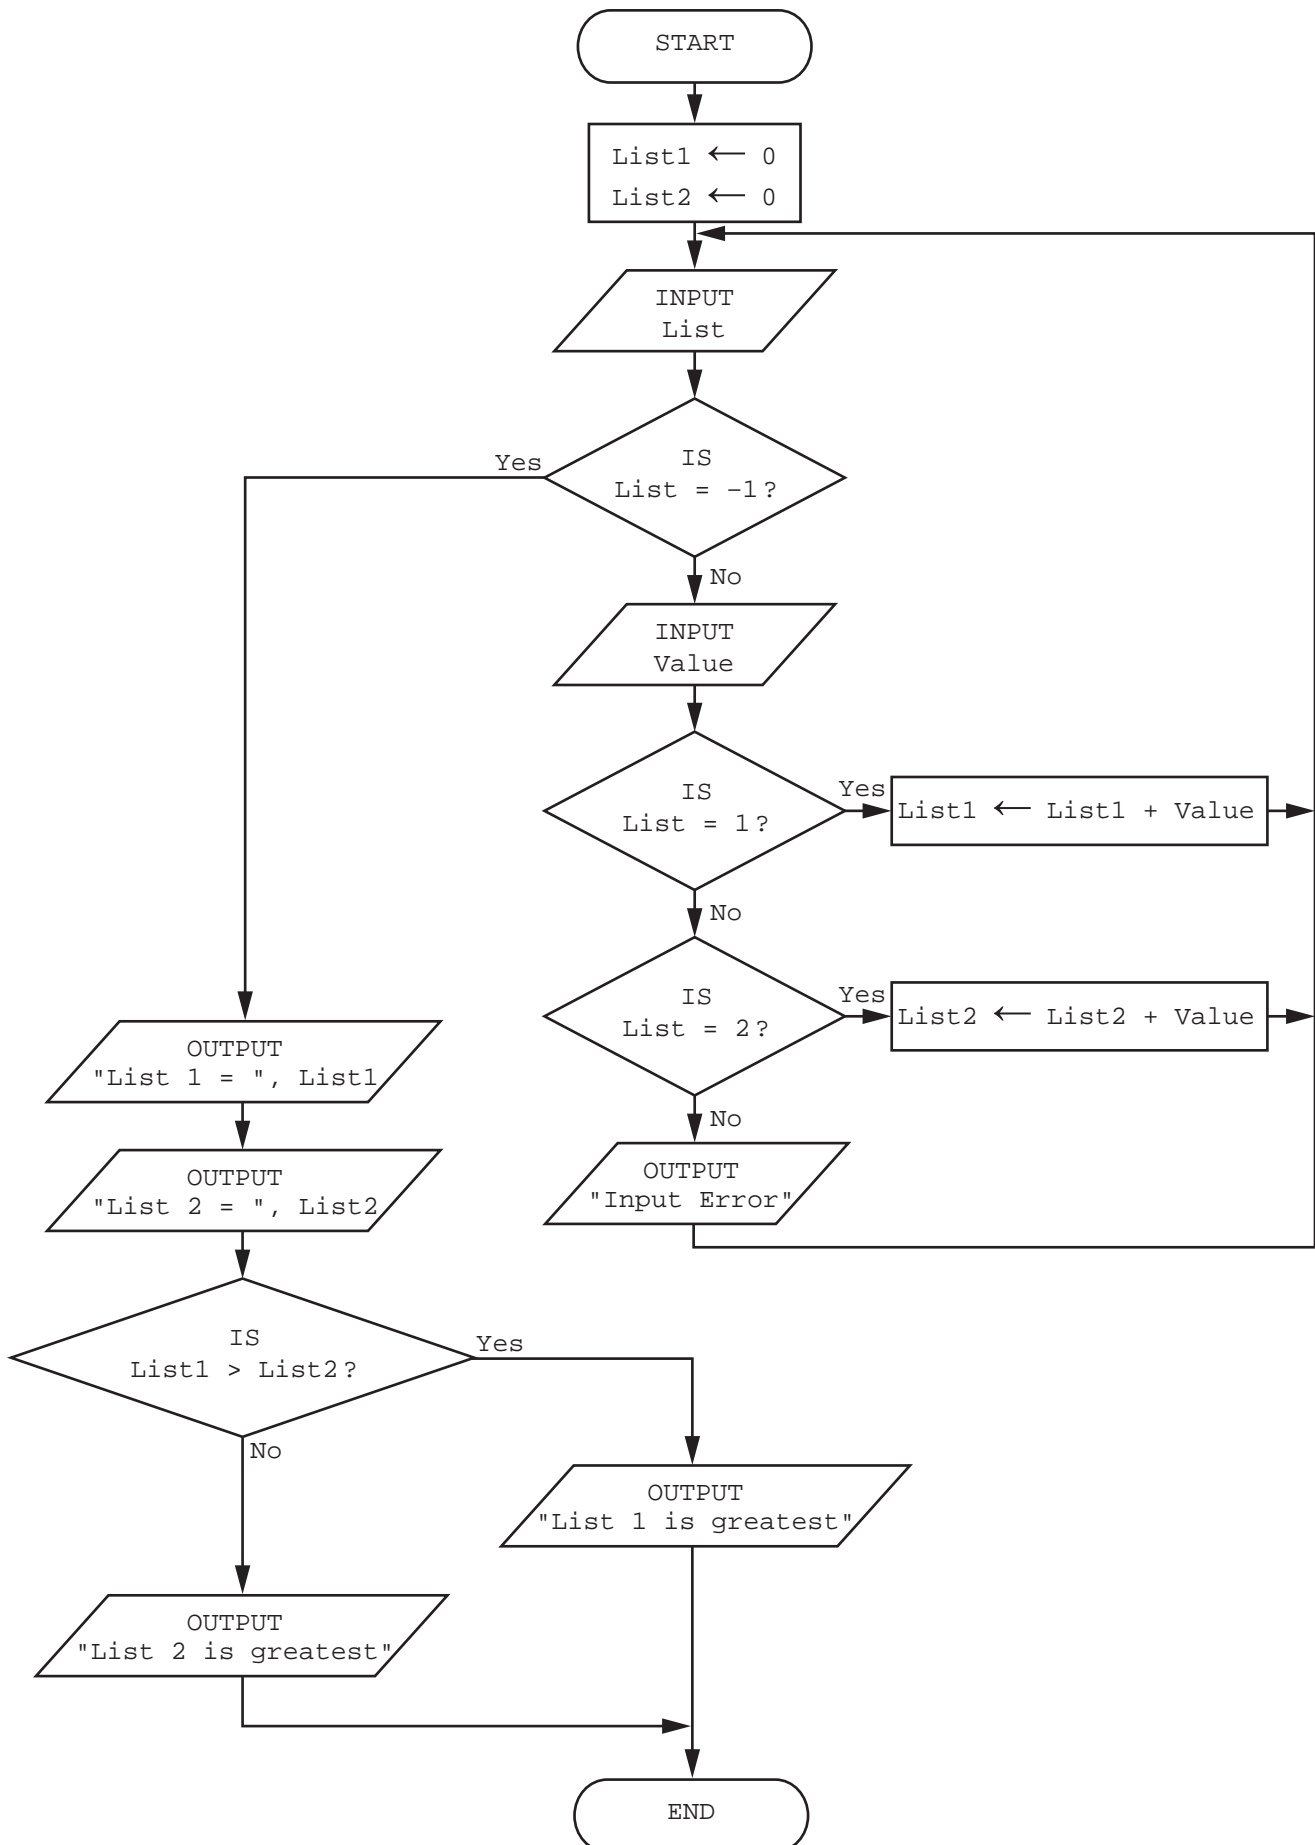 START
List1 ← 0
List2 ← 0
INPUT
List
IS
List = –1?
Yes
No
INPUT
Value
IS
List = 1?
Yes
List1 ← List1 + Value
No
IS
List = 2?
Yes
List2 ← List2 + Value
No
OUTPUT
"Input Error"
OUTPUT
"List 1 = ", List1
OUTPUT
"List 2 = ", List2
IS
List1 > List2?
Yes
No
OUTPUT
"List 1 is greatest"
OUTPUT
"List 2 is greatest"
END